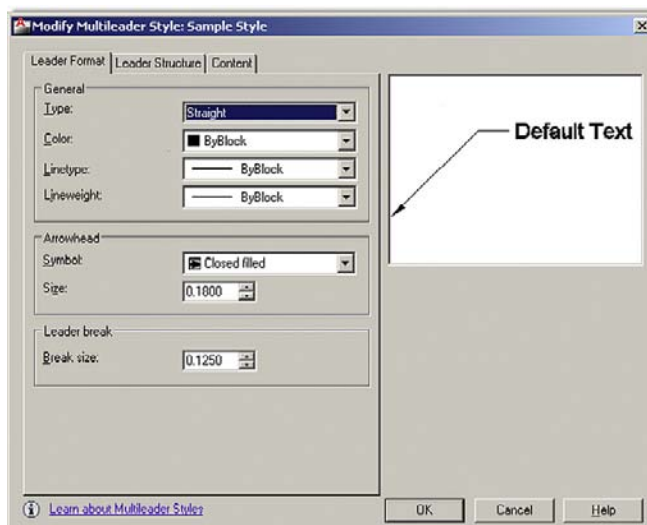 Modify Multileader Style: Sample Style
Leader Format Leader Structure Content
General
Type: Straight
Color: ByBlock
Linetype: ByBlock
Lineweight: ByBlock
Arrowhead
Symbol: Closed filled
Size: 0.1800
Leader break
Break size: 0.1250
Default Text
Learn about Multileader Styles
OK Cancel Help